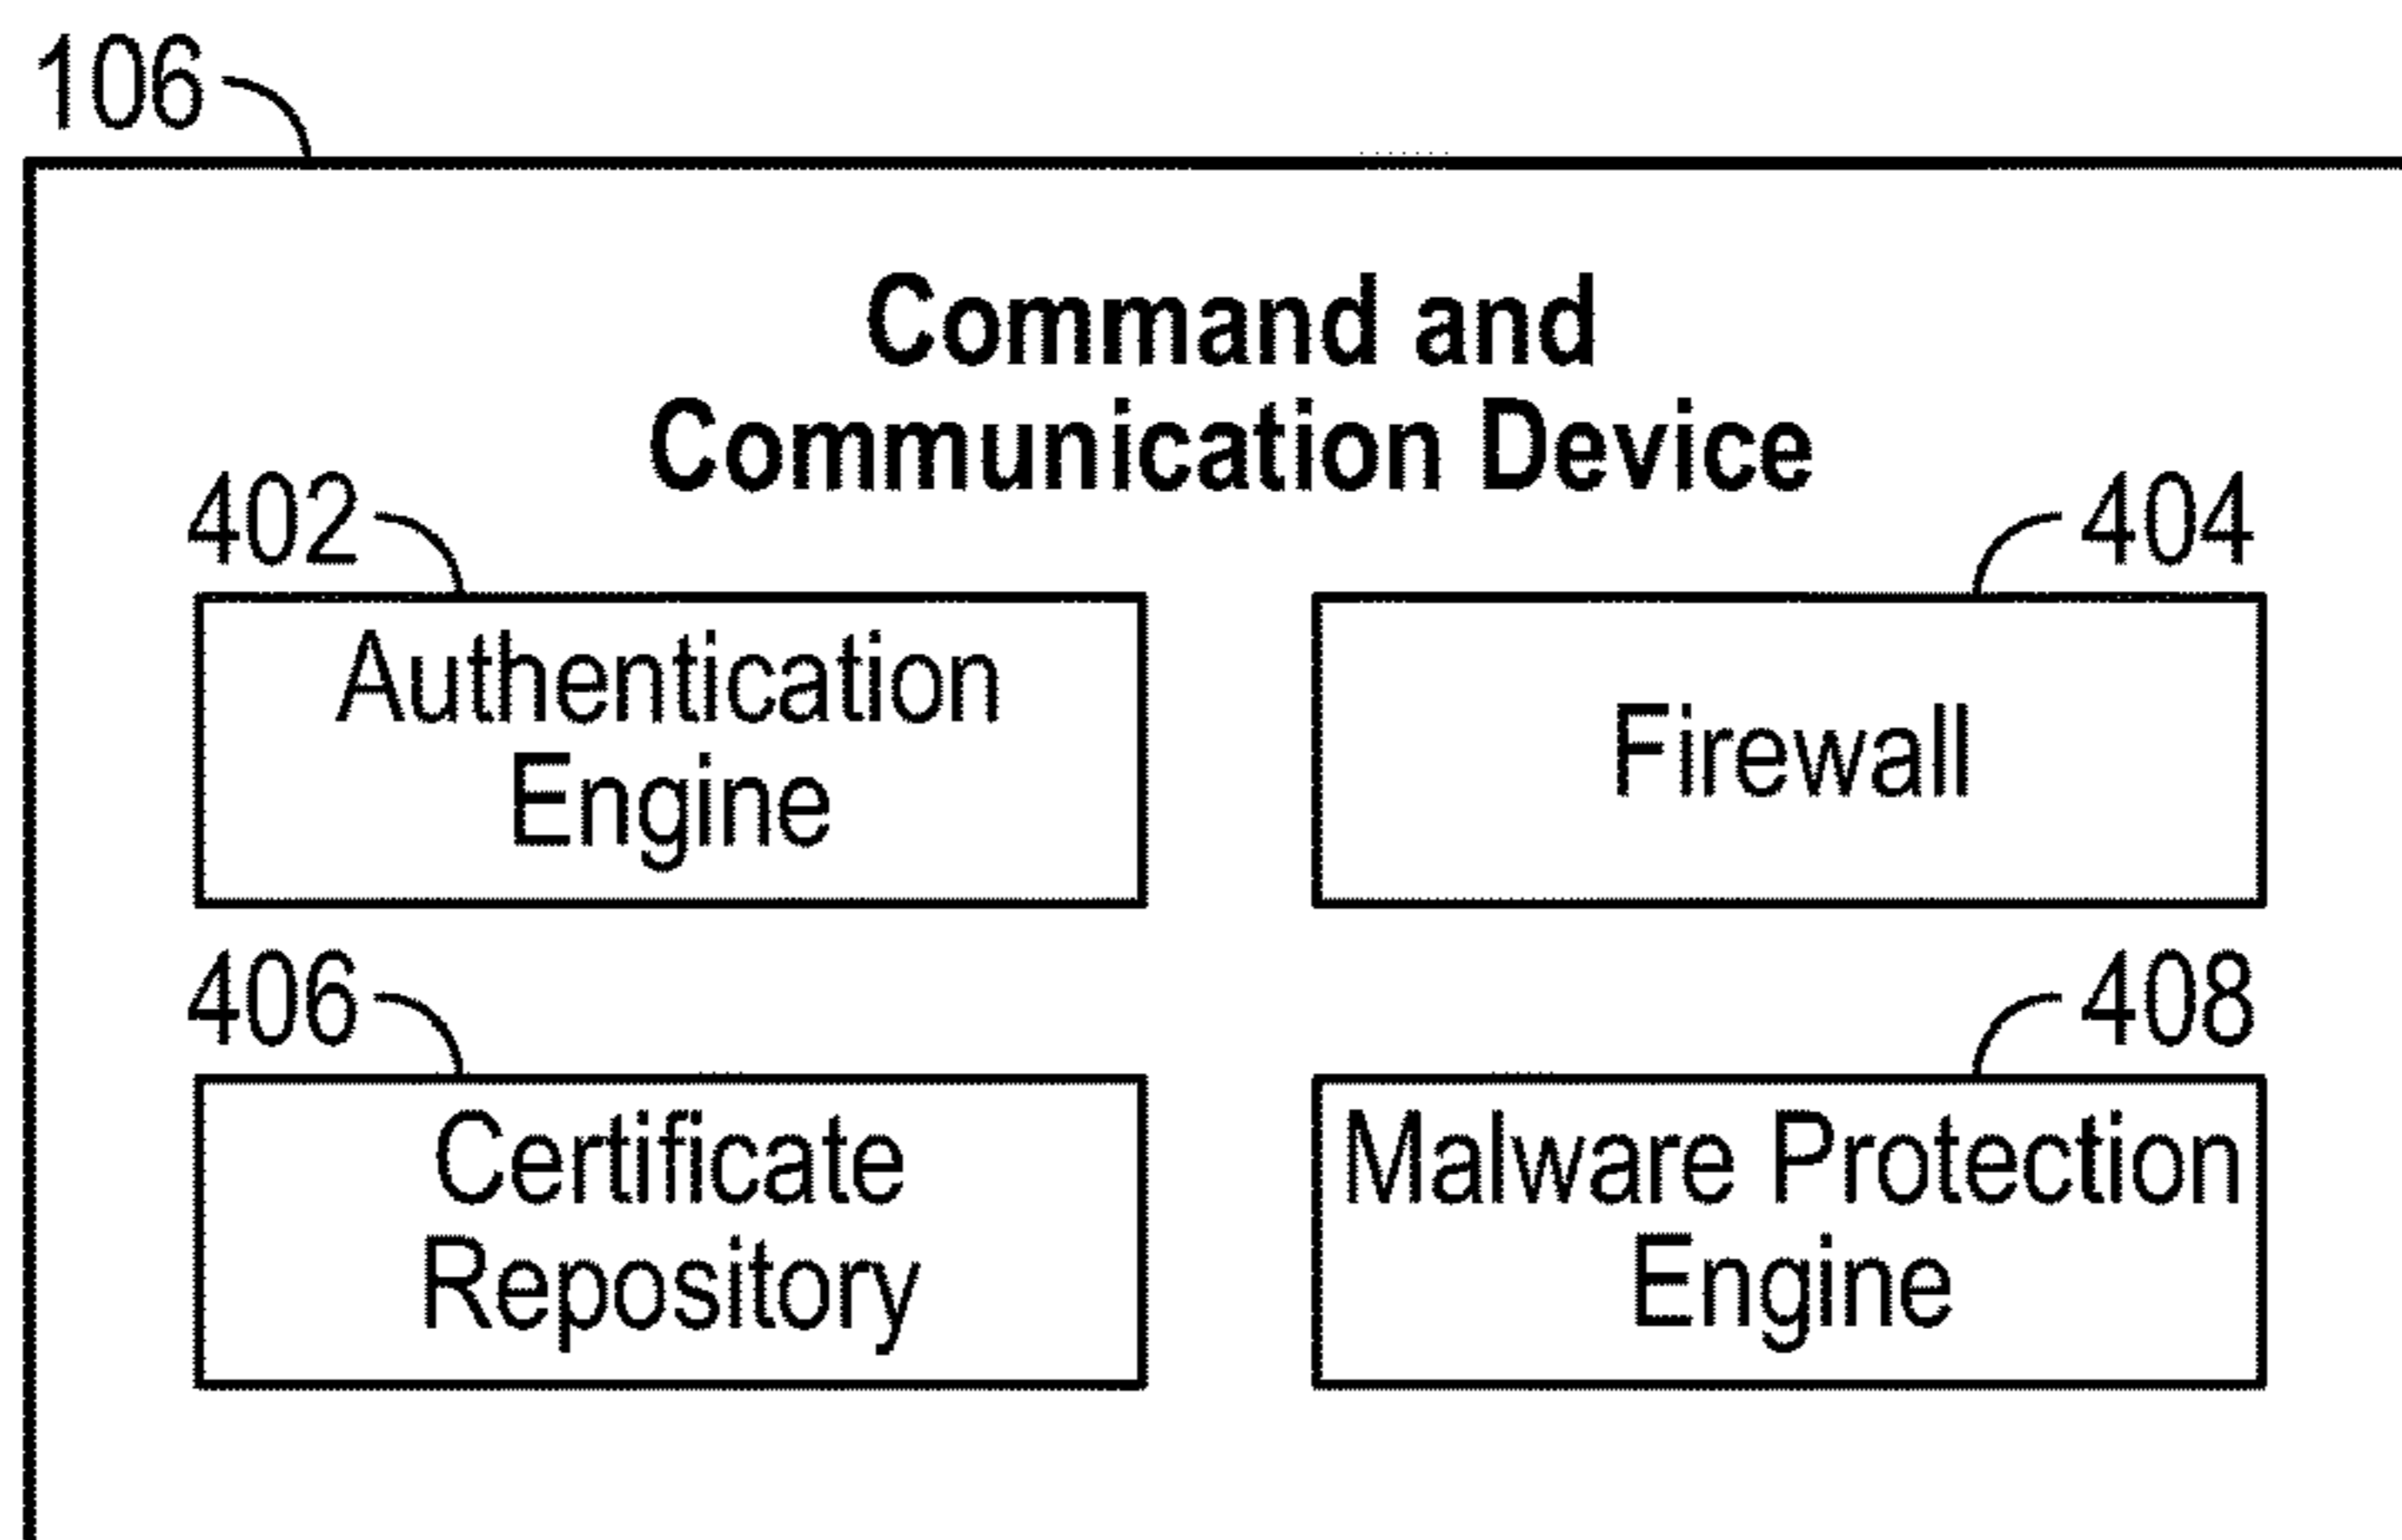 106
Command and
Communication Device
402
404
Authentication
Engine
Firewall
406
408
Certificate
Repository
Malware Protection
Engine